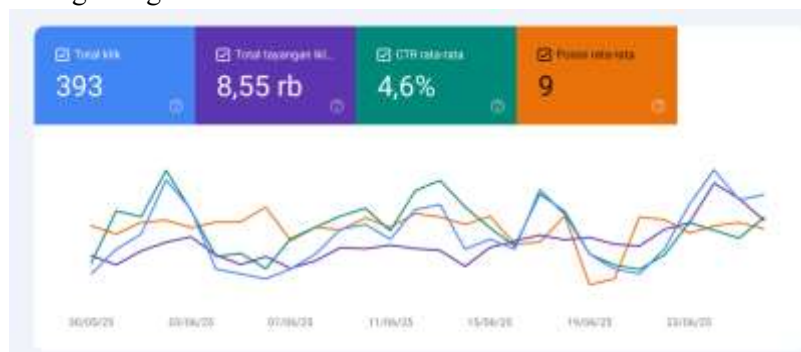 Total klik
Total tayangan ikl...
CTR rata-rata
Posisi rata-rata
393
8,55 rb
4,6%
9
30/05/25
03/06/25
07/06/25
11/06/25
15/06/25
19/06/25
23/06/25